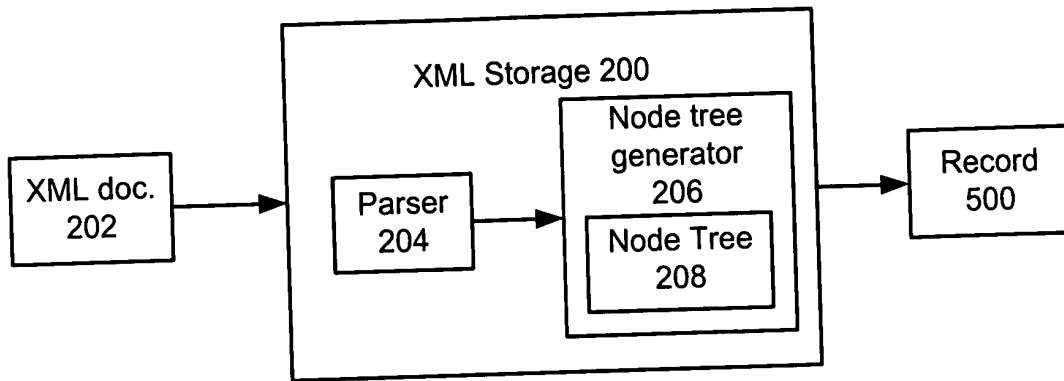 XML Storage 200
XML doc.
202
Parser
204
Node tree
generator
206
Node Tree
208
Record
500